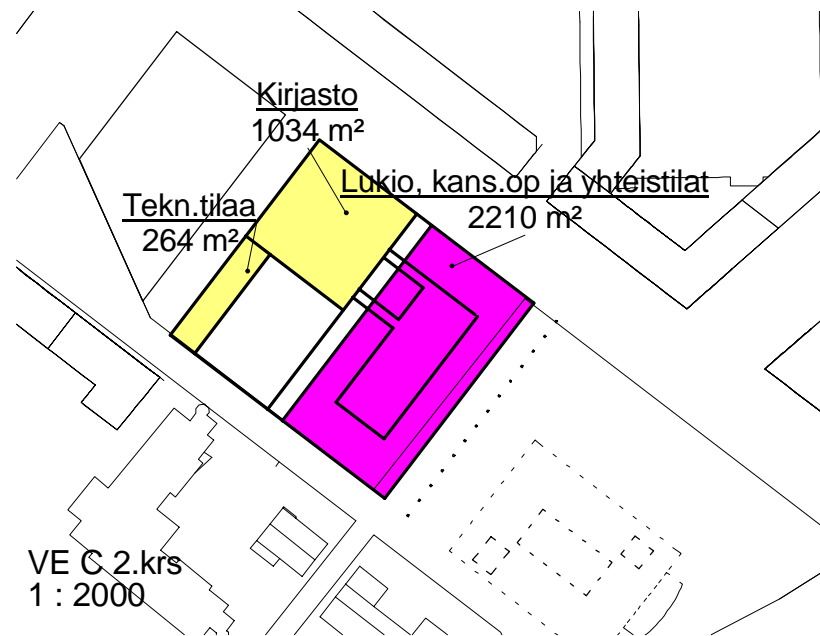 Kirjasto
1034 m²
Lukio, kans.op ja yhteistilat
2210 m²
Tekn.tilaa
264 m²
VE C 2.krs
1 : 2000